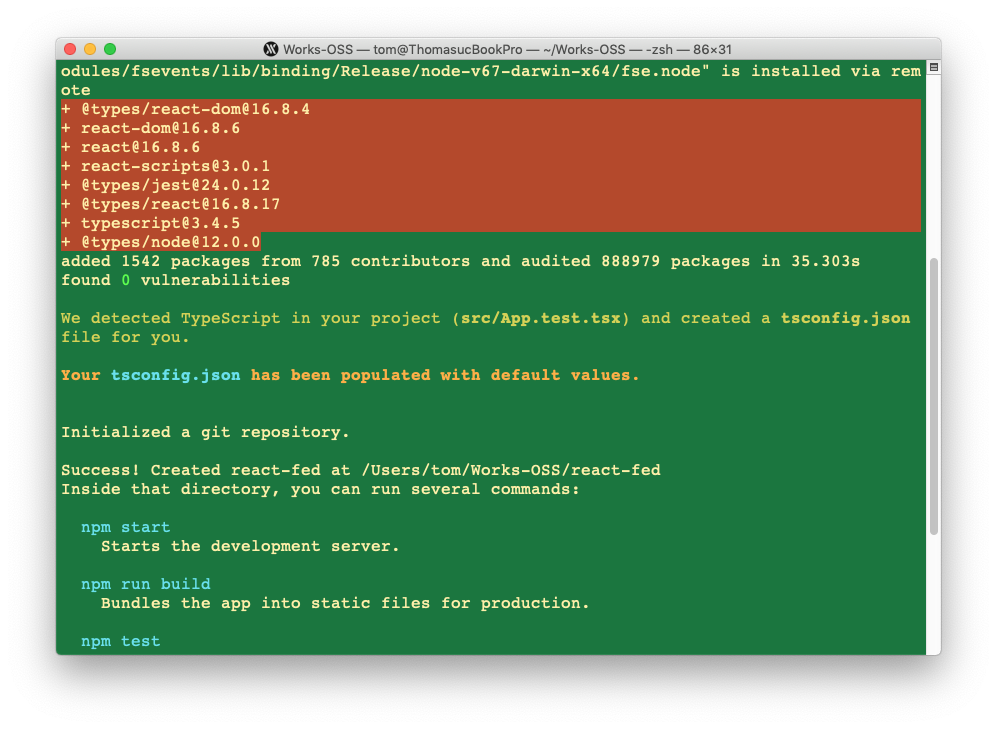 Works-OSS — tom@ThomasucBookPro — ~/Works-OSS — -zsh — 86×31
odules/fsevents/lib/binding/Release/node-v67-darwin-x64/fse.node" is installed via rem
ote
+ @types/react-dom@16.8.4
+ react-dom@16.8.6
+ react@16.8.6
+ react-scripts@3.0.1
+ @types/jest@24.0.12
+ @types/react@16.8.17
+ typescript@3.4.5
+ @types/node@12.0.0
added 1542 packages from 785 contributors and audited 888979 packages in 35.303s
found 0 vulnerabilities
We detected TypeScript in your project (src/App.test.tsx) and created a tsconfig.json
file for you.
Your tsconfig.json has been populated with default values.
Initialized a git repository.
Success! Created react-fed at /Users/tom/Works-OSS/react-fed
Inside that directory, you can run several commands:
npm start
Starts the development server.
npm run build
Bundles the app into static files for production.
npm test